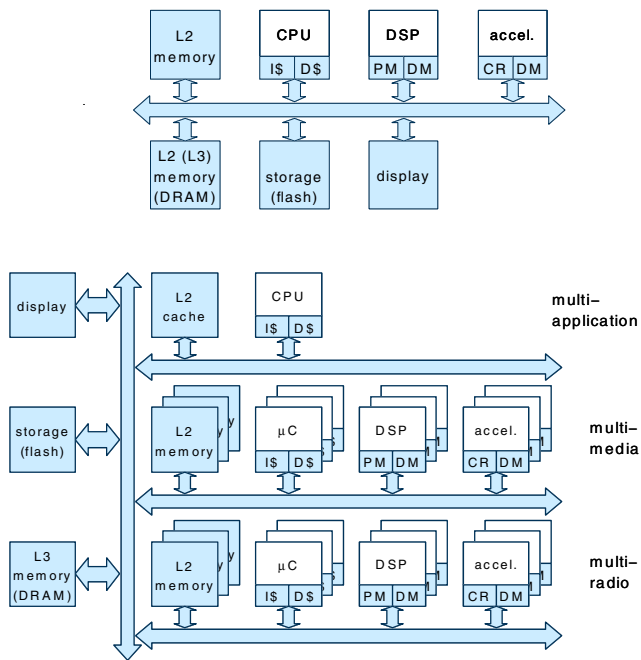 L2
memory
CPU
I$ D$
DSP
PM DM
accel.
CR DM
L2 (L3)
memory
(DRAM)
storage
(flash)
display
display
L2
cache
CPU
I$ D$
multi–
application
storage
(flash)
L2
memory
y
y
µC
I$ D$
$
$
DSP
PM DM
M
M
accel.
CR DM
M
M
multi–
media
L3
memory
(DRAM)
L2
memory
y
y
µC
I$ D$
$
$
DSP
PM DM
M
M
accel.
CR DM
M
M
multi–
radio